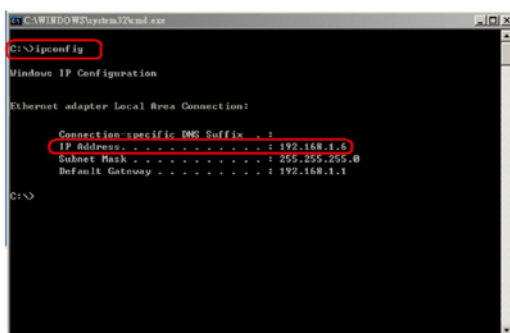 C:\WINDOWS\system32\cmd.exe
C:\>ipconfig
Windows IP Configuration
Ethernet adapter Local Area Connection:
Connection-specific DNS Suffix . :
IP Address. . . . . . . . . . . . : 192.168.1.6
Subnet Mask . . . . . . . . . . . : 255.255.255.0
Default Gateway . . . . . . . . . : 192.168.1.1
C:\>